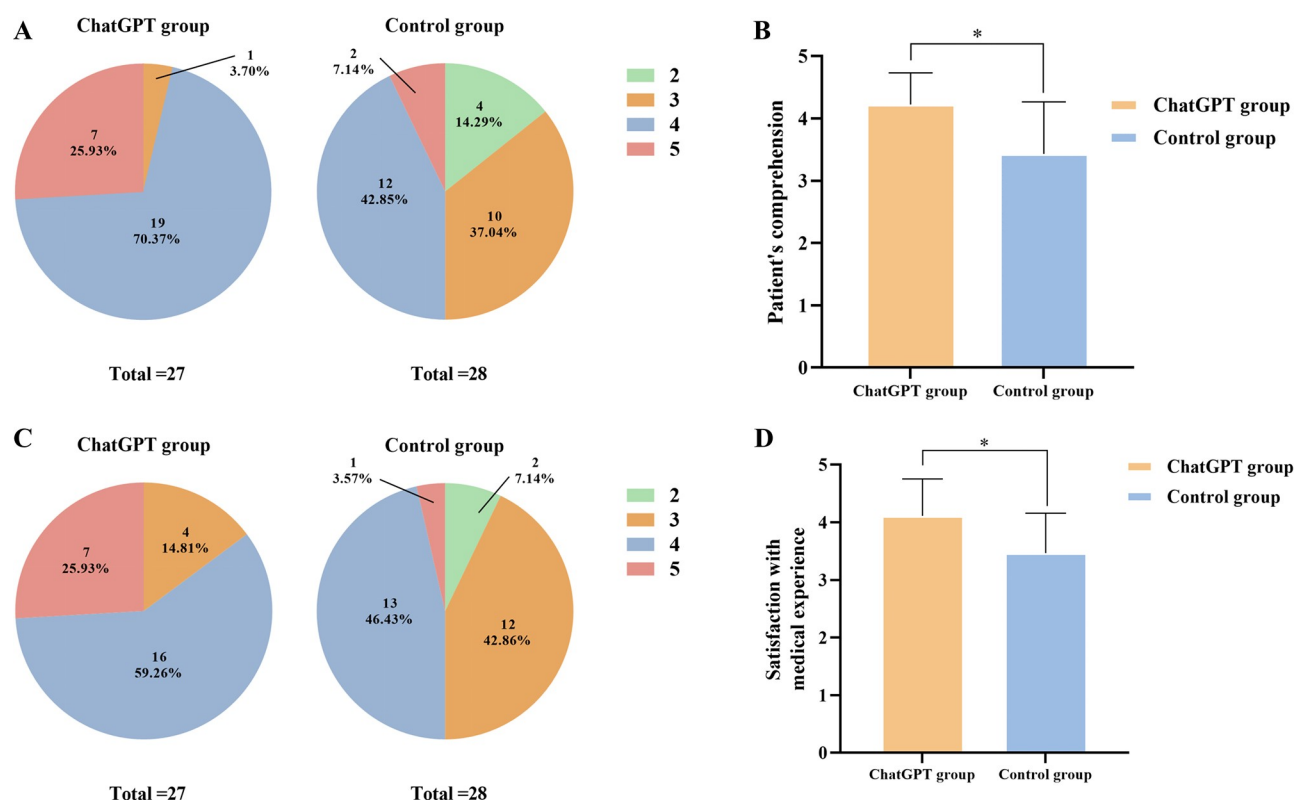 A
ChatGPT group
Control group
1
3.70%
7
25.93%
19
70.37%
2
7.14%
4
14.29%
12
42.85%
10
37.04%
2
3
4
5
Total =27
Total =28
B
*
5
4
3
2
1
0
Patient's comprehension
ChatGPT group
Control group
ChatGPT group
Control group
C
ChatGPT group
Control group
4
14.81%
7
25.93%
16
59.26%
1
3.57%
2
7.14%
13
46.43%
12
42.86%
2
3
4
5
Total =27
Total =28
D
*
5
4
3
2
1
0
Satisfaction with
medical experience
ChatGPT group
Control group
ChatGPT group
Control group